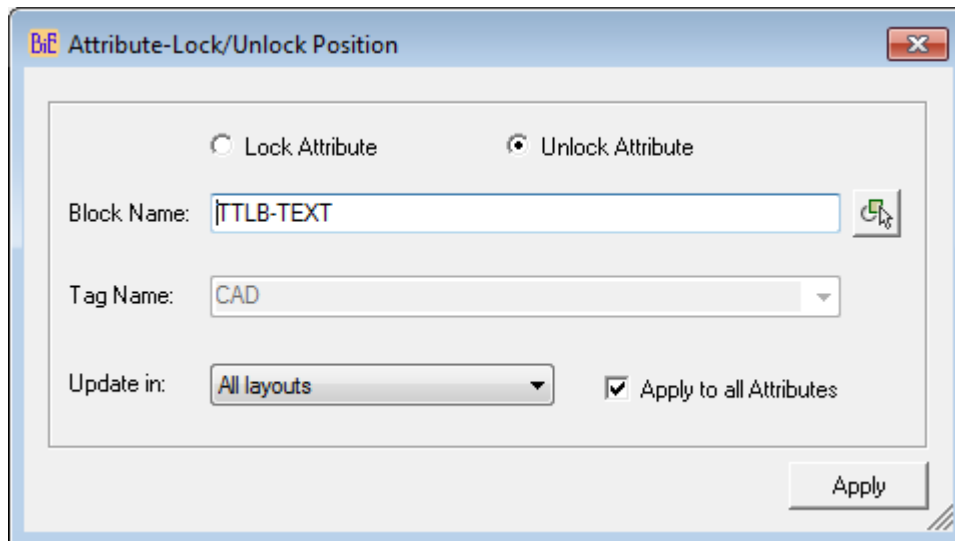 BiE Attribute-Lock/Unlock Position
Lock Attribute Unlock Attribute
Block Name: TTLB-TEXT
Tag Name: CAD
Update in: All layouts Apply to all Attributes
Apply